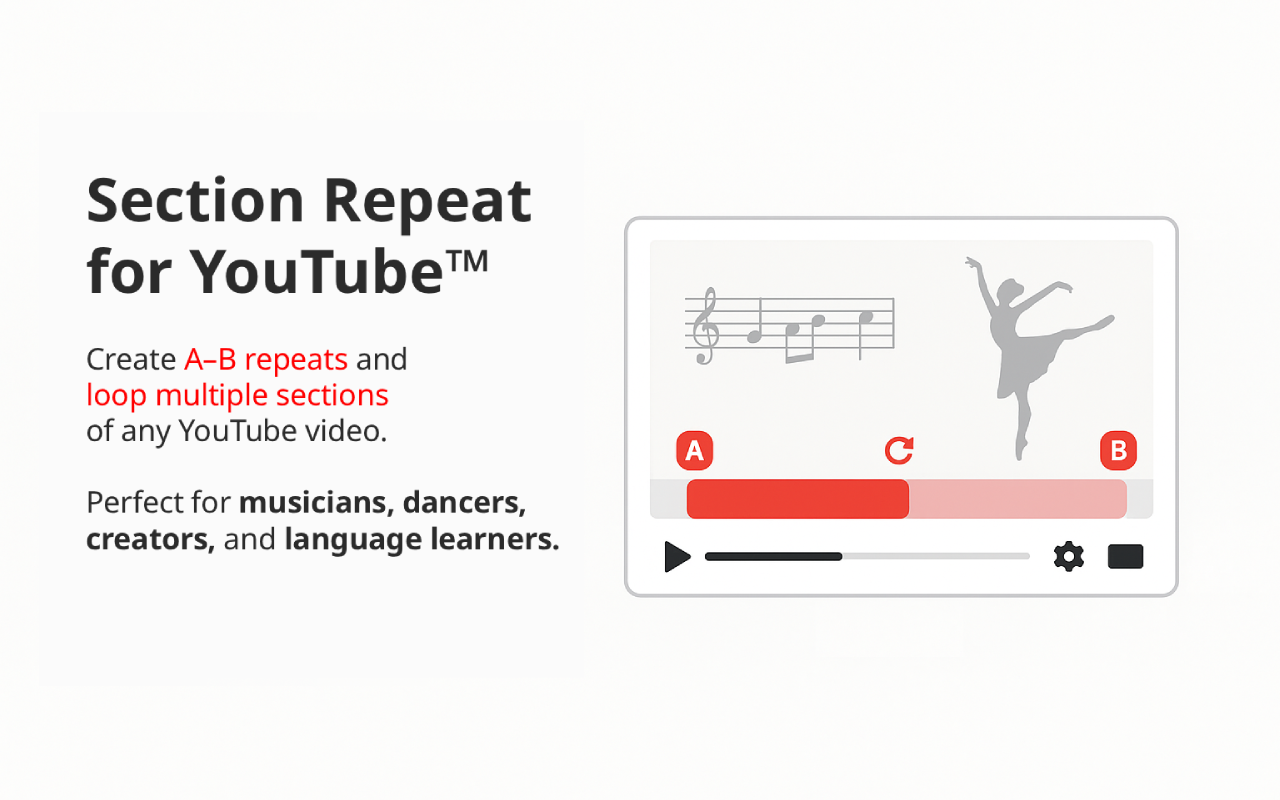 Section Repeat
for YouTube™
Create A–B repeats and
loop multiple sections
of any YouTube video.
Perfect for musicians, dancers,
creators, and language learners.
A
B